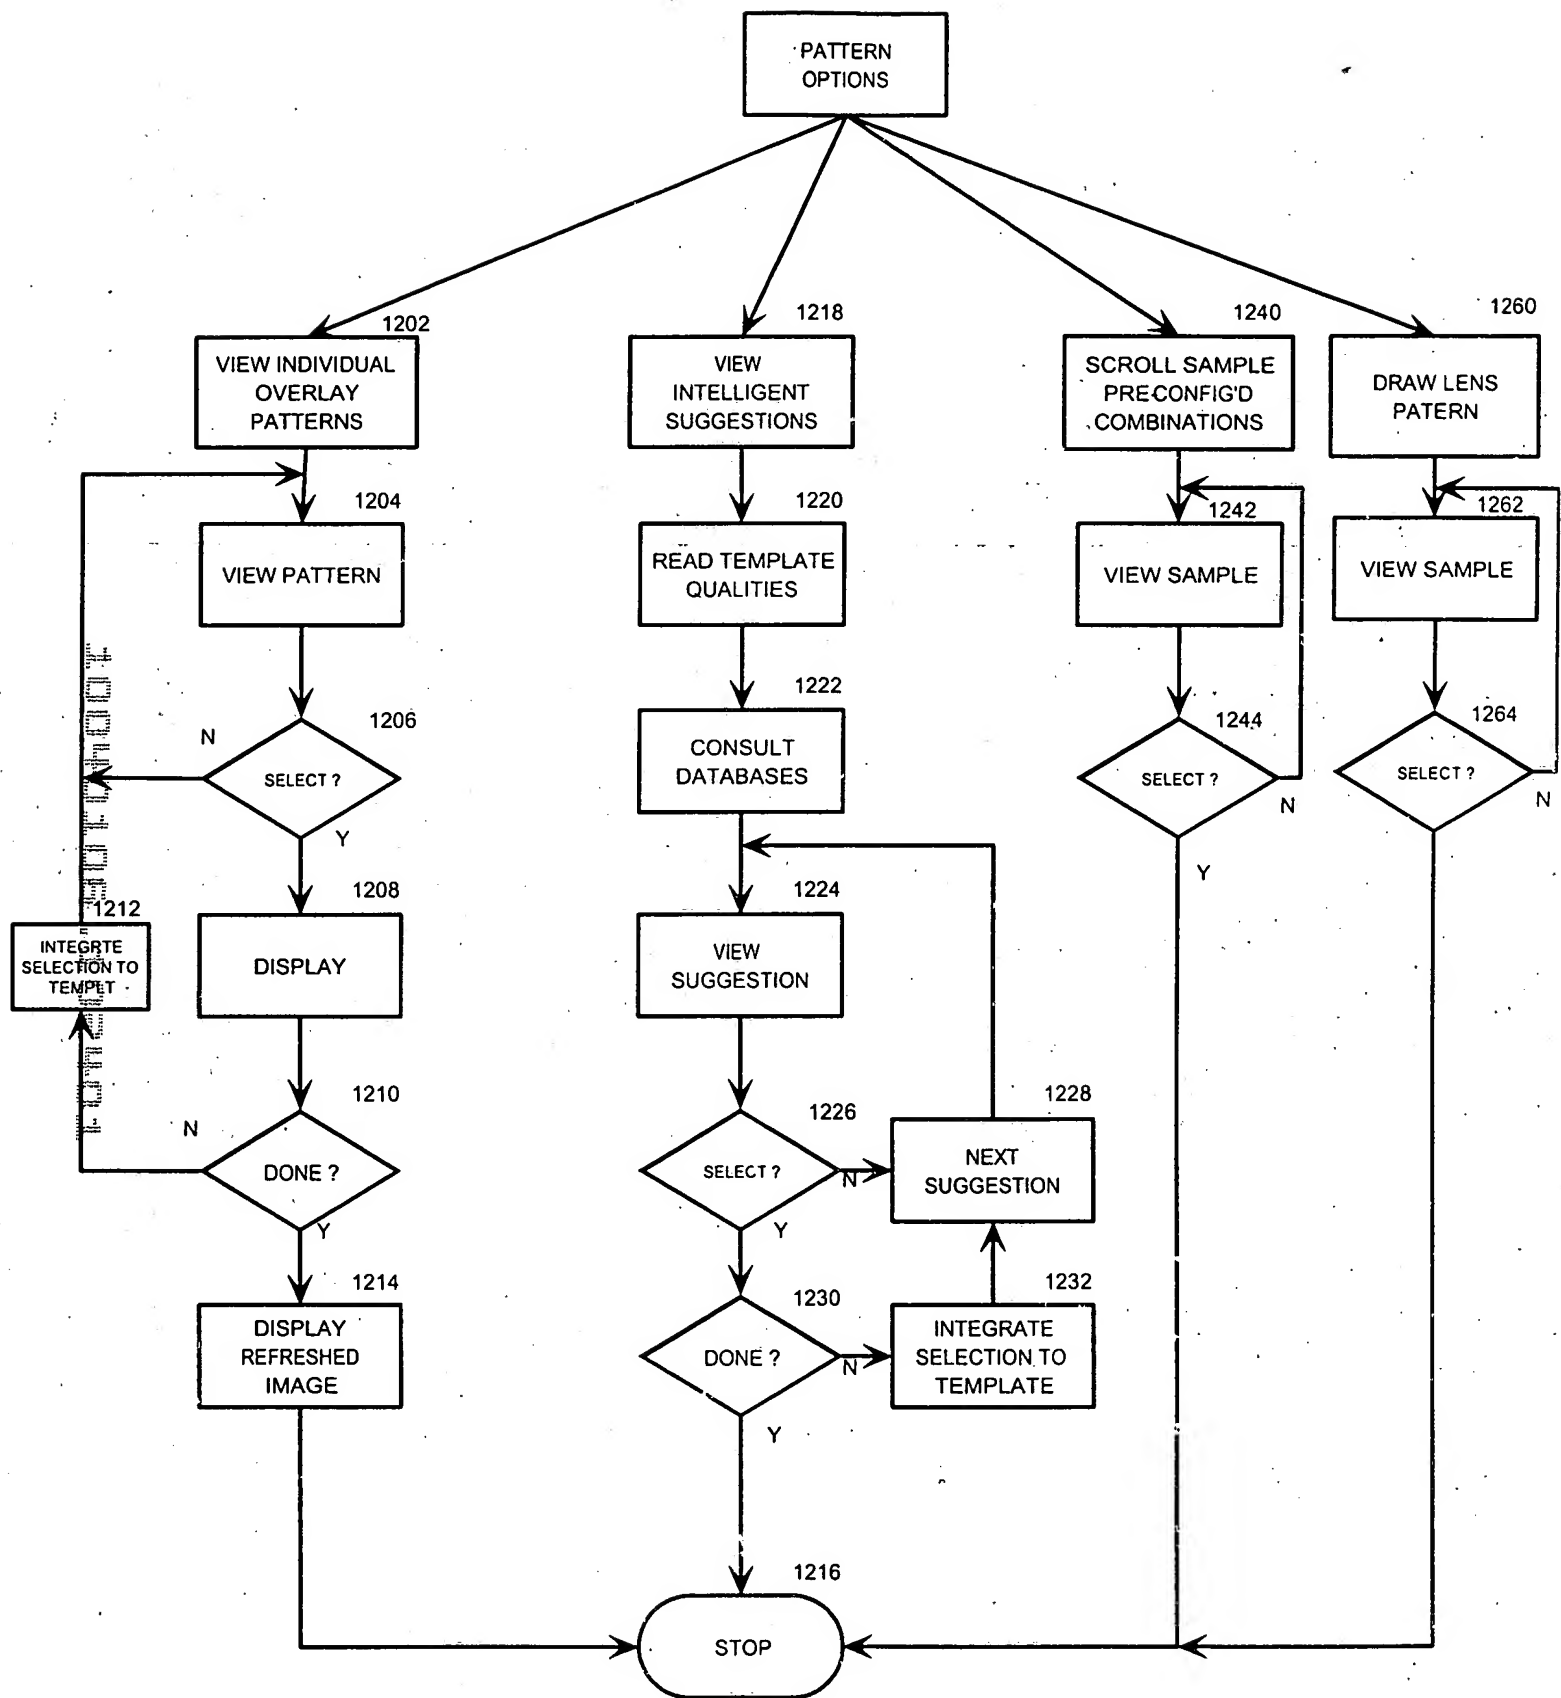 PATTERN
OPTIONS
1202
VIEW INDIVIDUAL
OVERLAY
PATTERNS
1218
VIEW
INTELLIGENT
SUGGESTIONS
1240
SCROLL SAMPLE
PRE-CONFIG'D
COMBINATIONS
1260
DRAW LENS
PATERN
1204
VIEW PATTERN
1220
READ TEMPLATE
QUALITIES
1242
VIEW SAMPLE
1262
VIEW SAMPLE
1206
N
SELECT ?
Y
1222
CONSULT
DATABASES
1244
SELECT ?
N
Y
1264
SELECT ?
N
1208
DISPLAY
1212
INTEGRTE
SELECTION TO
TEMPLT
1224
VIEW
SUGGESTION
1210
N
DONE ?
Y
1226
SELECT ?
N
Y
1228
NEXT
SUGGESTION
1214
DISPLAY
REFRESHED
IMAGE
1230
DONE ?
N
Y
1232
INTEGRATE
SELECTION TO
TEMPLATE
1216
STOP